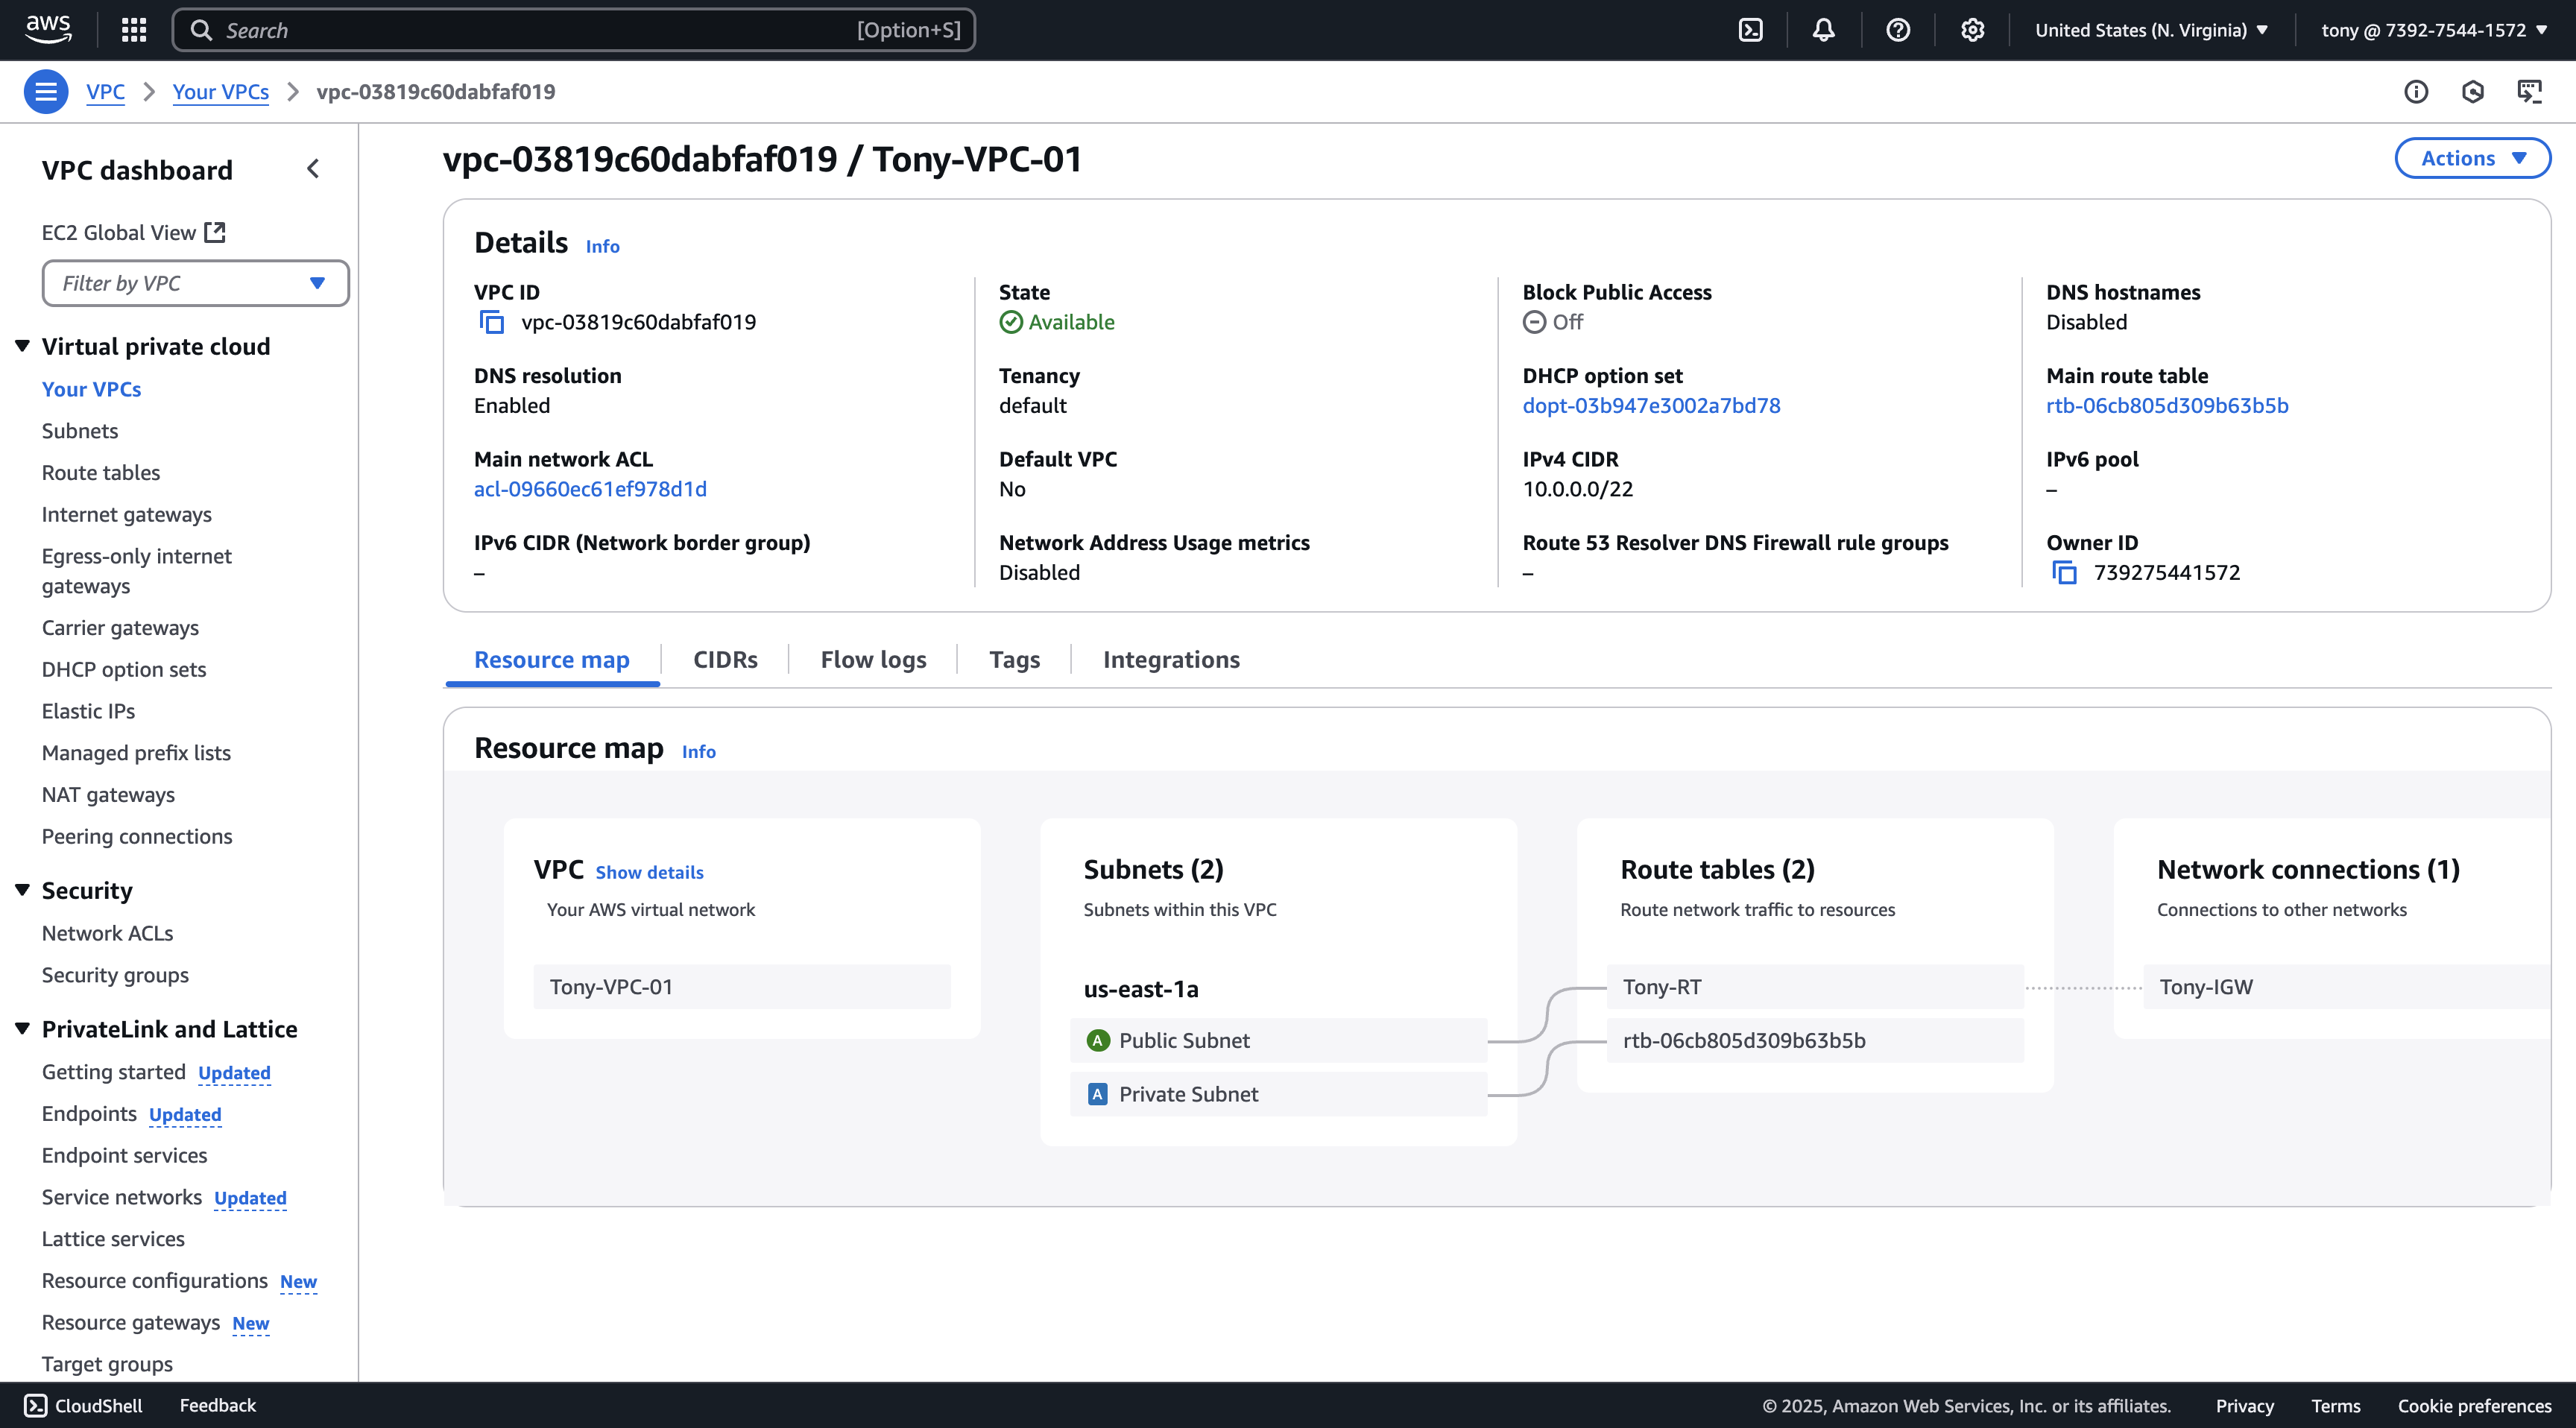 aws
Search [Option+S]
United States (N. Virginia)
tony @ 7392-7544-1572
VPC
Your VPCs
vpc-03819c60dabfaf019
VPC dashboard
EC2 Global View
Filter by VPC
Virtual private cloud
Your VPCs
Subnets
Route tables
Internet gateways
Egress-only internet
gateways
Carrier gateways
DHCP option sets
Elastic IPs
Managed prefix lists
NAT gateways
Peering connections
Security
Network ACLs
Security groups
PrivateLink and Lattice
Getting started Updated
Endpoints Updated
Endpoint services
Service networks Updated
Lattice services
Resource configurations New
Resource gateways New
Target groups
vpc-03819c60dabfaf019 / Tony-VPC-01
Actions
Details Info
VPC ID
vpc-03819c60dabfaf019
State
Available
Block Public Access
Off
DNS hostnames
Disabled
DNS resolution
Enabled
Tenancy
default
DHCP option set
dopt-03b947e3002a7bd78
Main route table
rtb-06cb805d309b63b5b
Main network ACL
acl-09660ec61ef978d1d
Default VPC
No
IPv4 CIDR
10.0.0.0/22
IPv6 pool
–
IPv6 CIDR (Network border group)
–
Network Address Usage metrics
Disabled
Route 53 Resolver DNS Firewall rule groups
–
Owner ID
739275441572
Resource map
CIDRs
Flow logs
Tags
Integrations
Resource map Info
VPC Show details
Your AWS virtual network
Tony-VPC-01
Subnets (2)
Subnets within this VPC
us-east-1a
A Public Subnet
A Private Subnet
Route tables (2)
Route network traffic to resources
Tony-RT
rtb-06cb805d309b63b5b
Network connections (1)
Connections to other networks
Tony-IGW
CloudShell
Feedback
© 2025, Amazon Web Services, Inc. or its affiliates.
Privacy
Terms
Cookie preferences